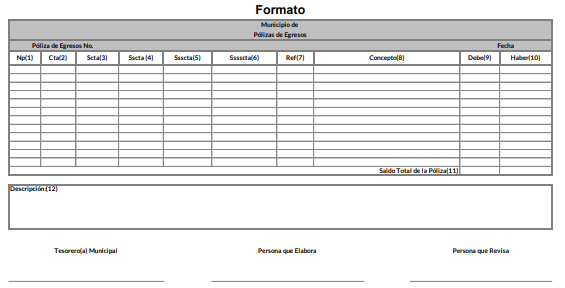 Formato
Municipio de
Pólizas de Egresos
Póliza de Egresos No. Fecha
Np(1) Cta(2) Scta(3) Sscta (4) Ssscta(5) Sssscta(6) Ref(7) Concepto(8) Debe(9) Haber(10)
Saldo Total de la Póliza(11)
Descripción(12)
Tesorero(a) Municipal Persona que Elabora Persona que Revisa